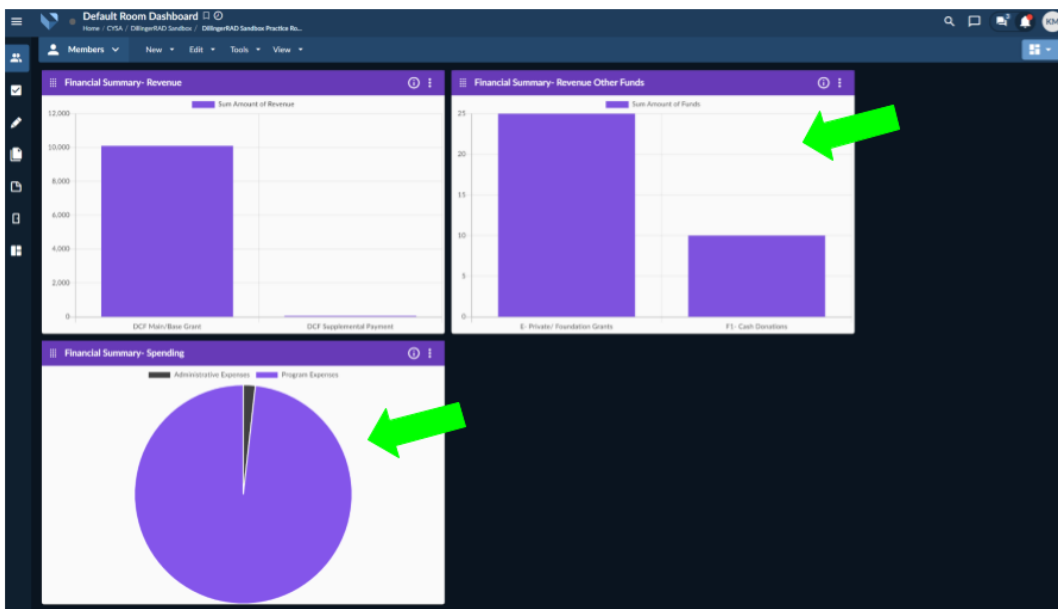 Default Room Dashboard
Home / CYSA / DillingerRAD Sandbox / DillingerRAD Sandbox Practice Ro...
3
KM
Members New Edit Tools View
Financial Summary- Revenue
Sum Amount of Revenue
12,000
10,000
8,000
6,000
4,000
2,000
0
DCF Main/Base Grant DCF Supplemental Payment
Financial Summary- Revenue Other Funds
Sum Amount of Funds
25
20
15
10
5
0
E- Private/ Foundation Grants F1- Cash Donations
Financial Summary- Spending
Administrative Expenses Program Expenses